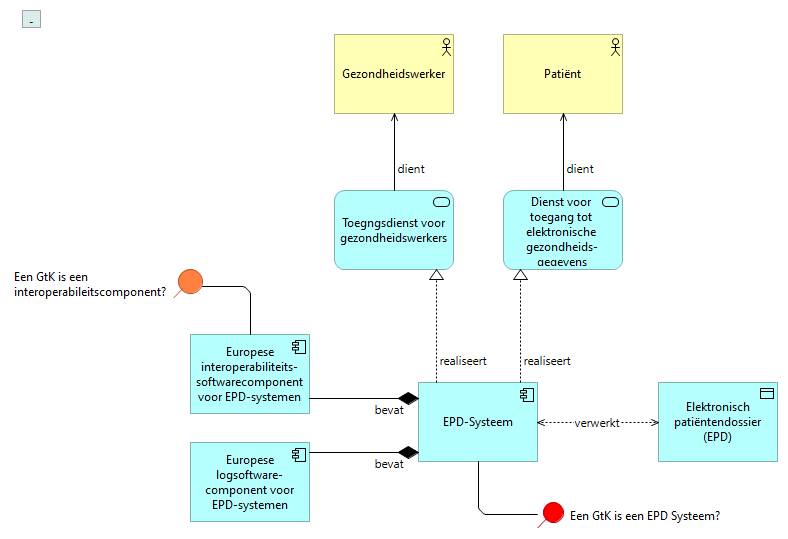 -
Gezondheidswerker
Patiënt
dient
dient
Toegngsdienst voor
gezondheidswerkers
Dienst voor
toegang tot
elektronische
gezondheids-
gegevens
Een GtK is een
interoperabileitscomponent?
realiseert
realiseert
Europese
interoperabiliteits-
softwarecomponent
voor EPD-systemen
bevat
EPD-Systeem
verwerkt
Elektronisch
patiëntendossier
(EPD)
Europese
logsoftware-
component voor
EPD-systemen
bevat
Een GtK is een EPD Systeem?